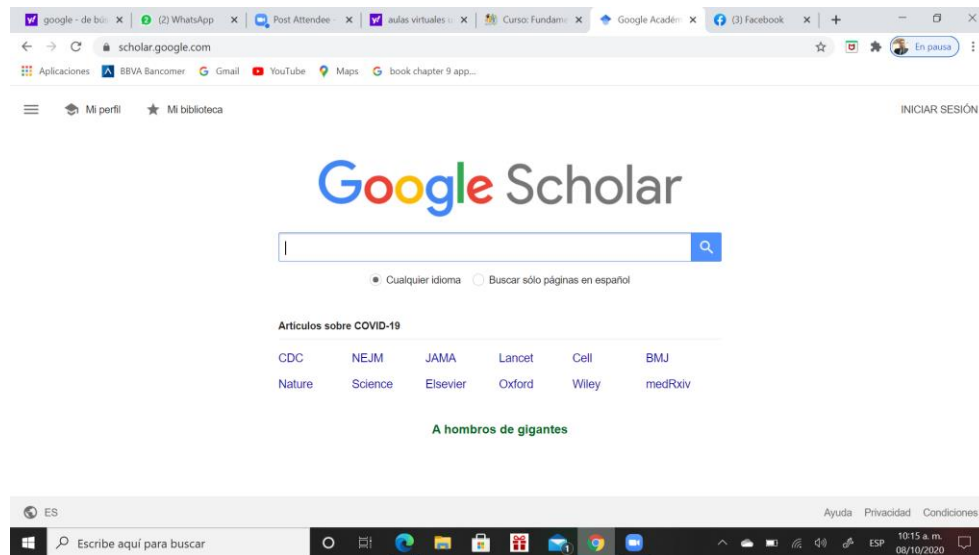 google - de bús
(2) WhatsApp
Post Attendee -
aulas virtuales u
Curso: Fundame
Google Académ
(3) Facebook
scholar.google.com
En pausa
Aplicaciones BBVA Bancomer Gmail YouTube Maps book chapter 9 app...
Mi perfil Mi biblioteca INICIAR SESIÓN
Google Scholar
Cualquier idioma Buscar sólo páginas en español
Artículos sobre COVID-19
CDC NEJM JAMA Lancet Cell BMJ
Nature Science Elsevier Oxford Wiley medRxiv
A hombros de gigantes
ES Ayuda Privacidad Condiciones
Escribe aquí para buscar
ESP
10:15 a. m.
08/10/2020